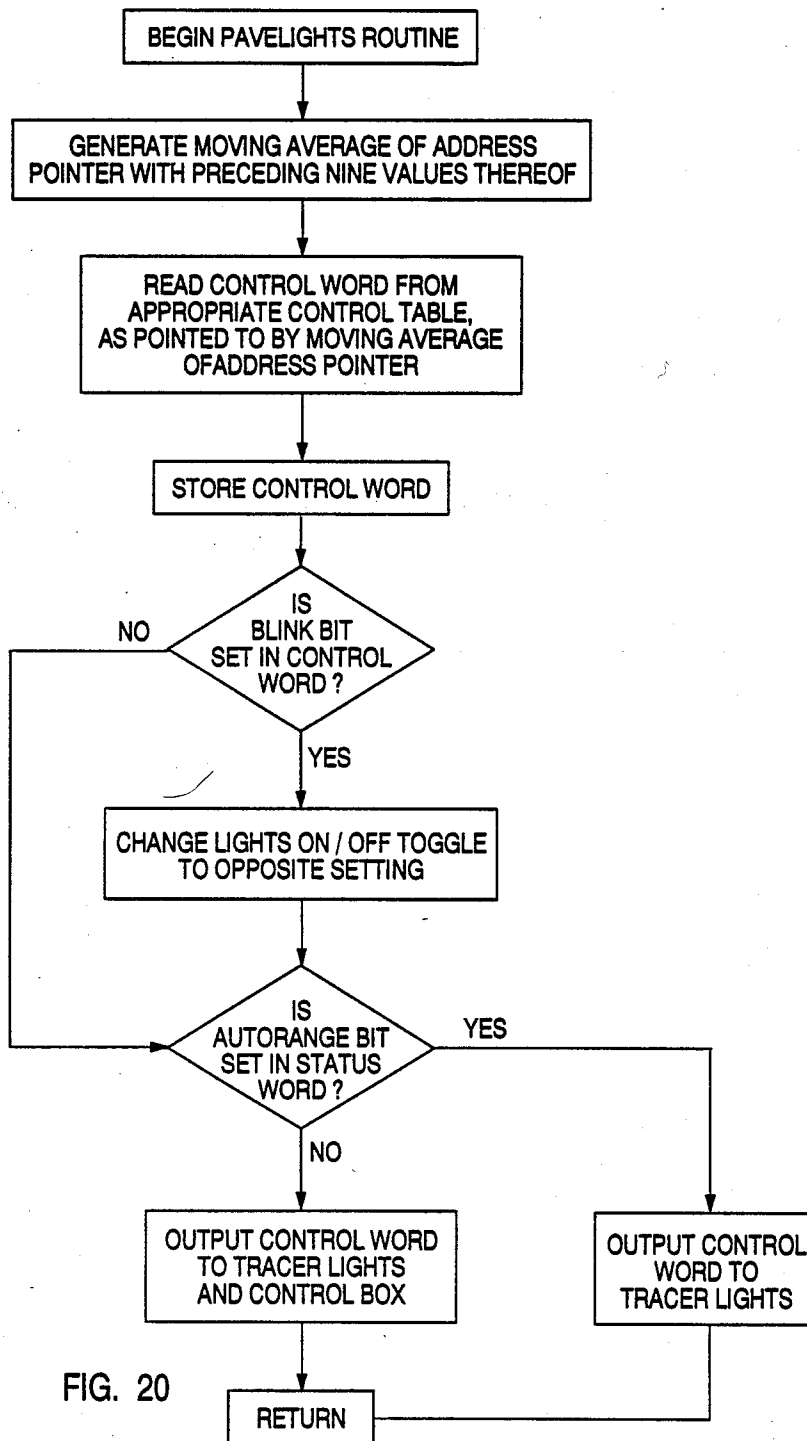 BEGIN PAVELIGHTS ROUTINE
GENERATE MOVING AVERAGE OF ADDRESS
POINTER WITH PRECEDING NINE VALUES THEREOF
READ CONTROL WORD FROM
APPROPRIATE CONTROL TABLE,
AS POINTED TO BY MOVING AVERAGE
OFADDRESS POINTER
STORE CONTROL WORD
IS
BLINK BIT
SET IN CONTROL
WORD ?
NO
YES
CHANGE LIGHTS ON / OFF TOGGLE
TO OPPOSITE SETTING
IS
AUTORANGE BIT
SET IN STATUS
WORD ?
YES
NO
OUTPUT CONTROL WORD
TO TRACER LIGHTS
AND CONTROL BOX
OUTPUT CONTROL
WORD TO
TRACER LIGHTS
FIG. 20
RETURN